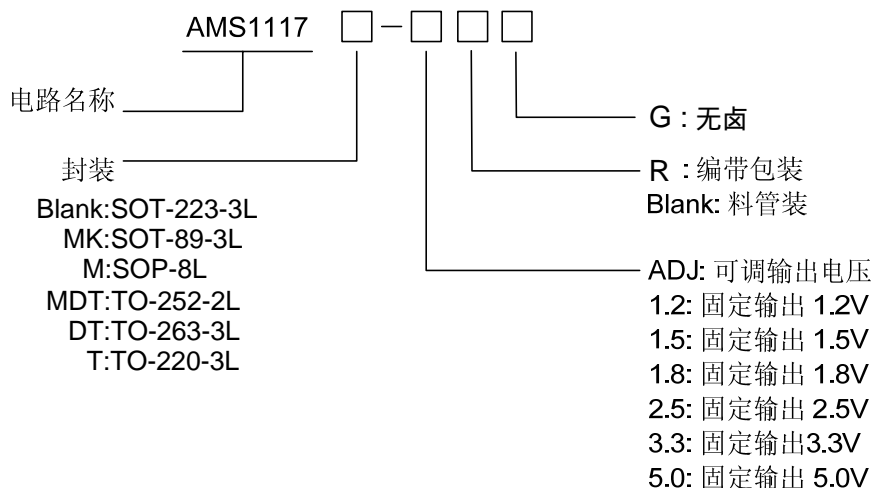 AMS1117 □-□□□
电路名称
封装
Blank:SOT-223-3L
MK:SOT-89-3L
M:SOP-8L
MDT:TO-252-2L
DT:TO-263-3L
T:TO-220-3L
G : 无卤
R : 编带包装
Blank: 料管装
ADJ: 可调输出电压
1.2: 固定输出 1.2V
1.5: 固定输出 1.5V
1.8: 固定输出 1.8V
2.5: 固定输出 2.5V
3.3: 固定输出3.3V
5.0: 固定输出 5.0V